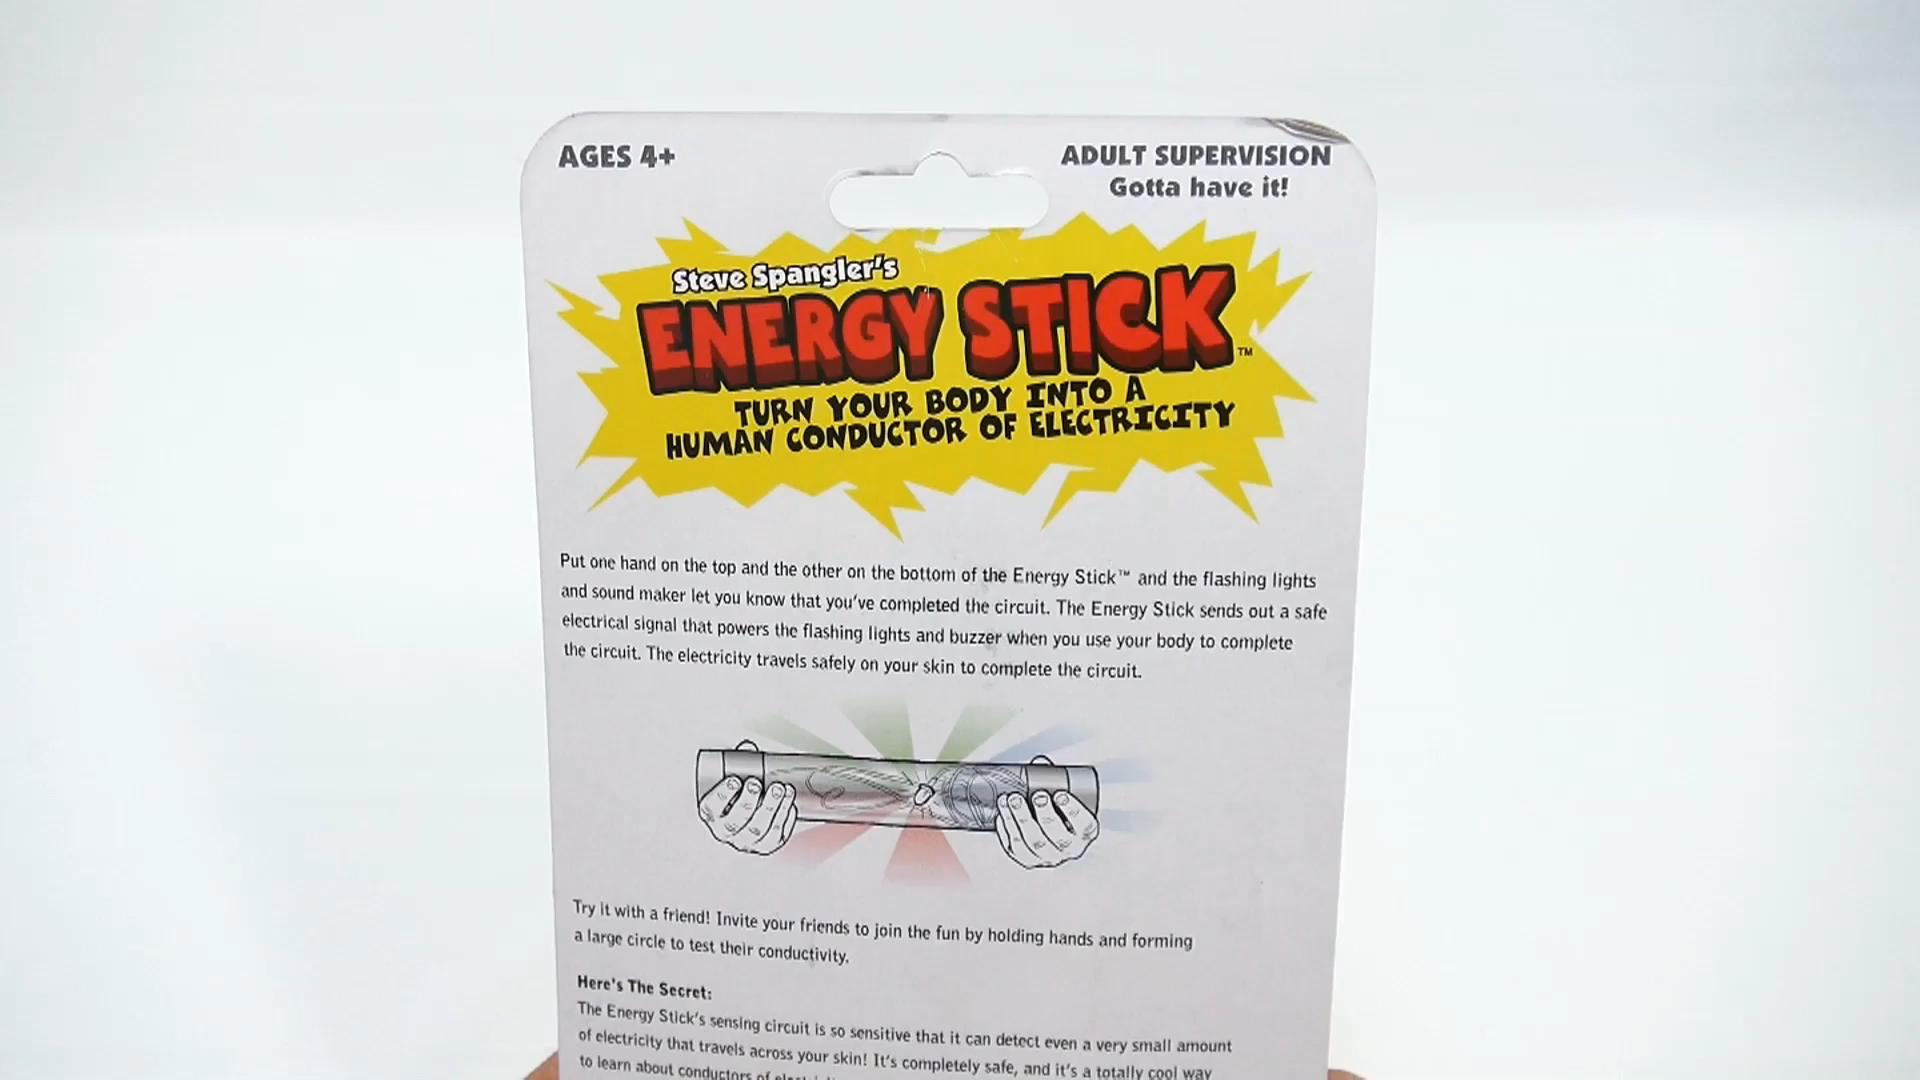 AGES 4+
ADULT SUPERVISION
Gotta have it!
Steve Spangler's
ENERGY STICK™
TURN YOUR BODY INTO A
HUMAN CONDUCTOR OF ELECTRICITY
Put one hand on the top and the other on the bottom of the Energy Stick™ and the flashing lights
and sound maker let you know that you've completed the circuit. The Energy Stick sends out a safe
electrical signal that powers the flashing lights and buzzer when you use your body to complete
the circuit. The electricity travels safely on your skin to complete the circuit.
Try it with a friend! Invite your friends to join the fun by holding hands and forming
a large circle to test their conductivity.
Here's The Secret:
The Energy Stick's sensing circuit is so sensitive that it can detect even a very small amount
of electricity that travels across your skin! It's completely safe, and it's a totally cool way
to learn about conductors of